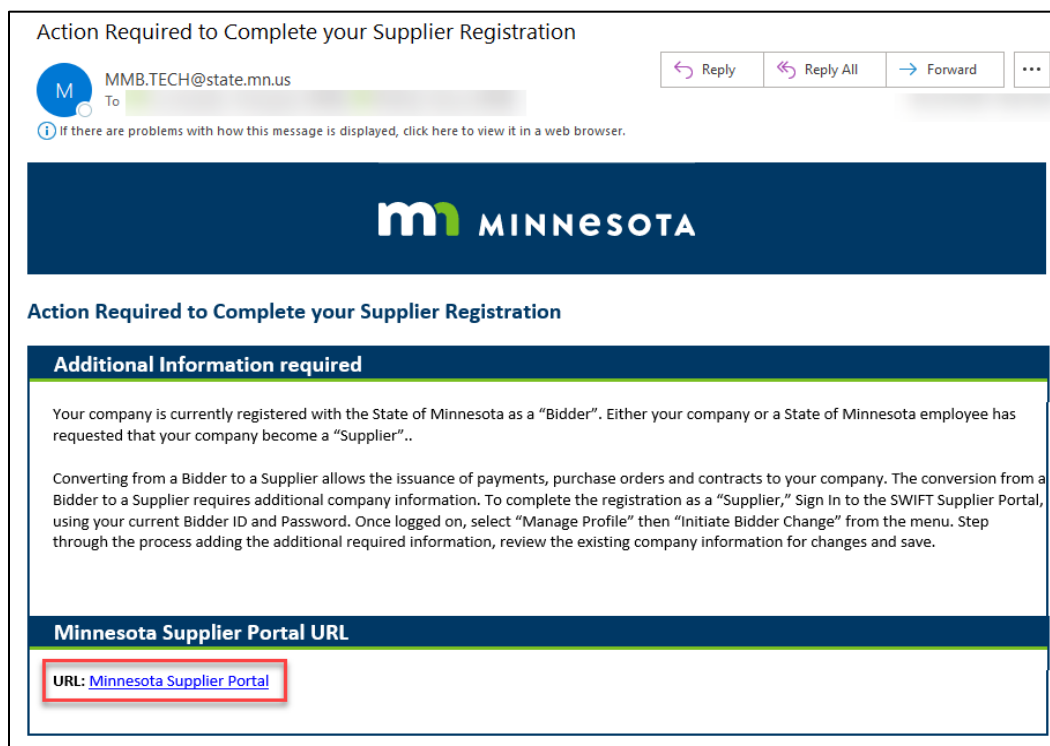 Action Required to Complete your Supplier Registration
M
MMB.TECH@state.mn.us
To
Reply
Reply All
Forward
If there are problems with how this message is displayed, click here to view it in a web browser.
mn MINNESOTA
Action Required to Complete your Supplier Registration
Additional Information required
Your company is currently registered with the State of Minnesota as a “Bidder”. Either your company or a State of Minnesota employee has
requested that your company become a “Supplier”..
Converting from a Bidder to a Supplier allows the issuance of payments, purchase orders and contracts to your company. The conversion from a
Bidder to a Supplier requires additional company information. To complete the registration as a “Supplier,” Sign In to the SWIFT Supplier Portal,
using your current Bidder ID and Password. Once logged on, select “Manage Profile” then “Initiate Bidder Change” from the menu. Step
through the process adding the additional required information, review the existing company information for changes and save.
Minnesota Supplier Portal URL
URL: Minnesota Supplier Portal